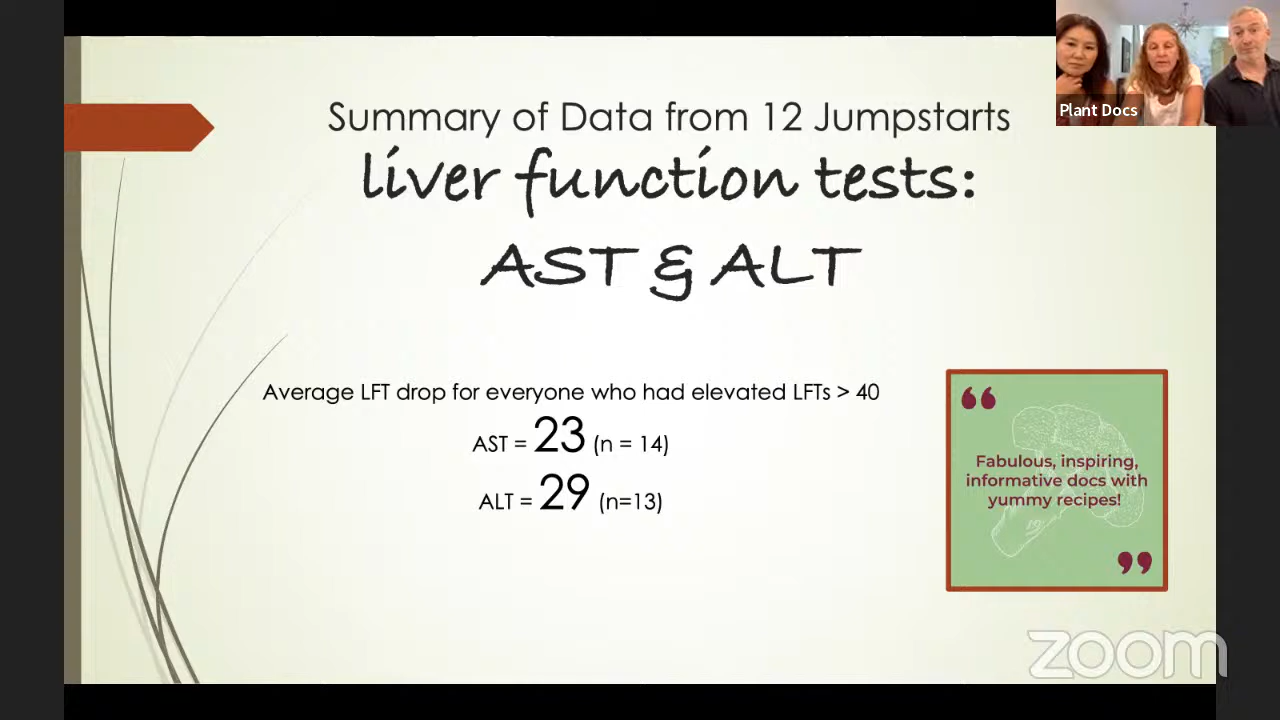 Plant Docs
Summary of Data from 12 Jumpstarts
liver function tests:
AST & ALT
Average LFT drop for everyone who had elevated LFTs > 40
AST = 23 (n = 14)
ALT = 29 (n=13)
“
Fabulous, inspiring,
informative docs with
yummy recipes!
”
zoom